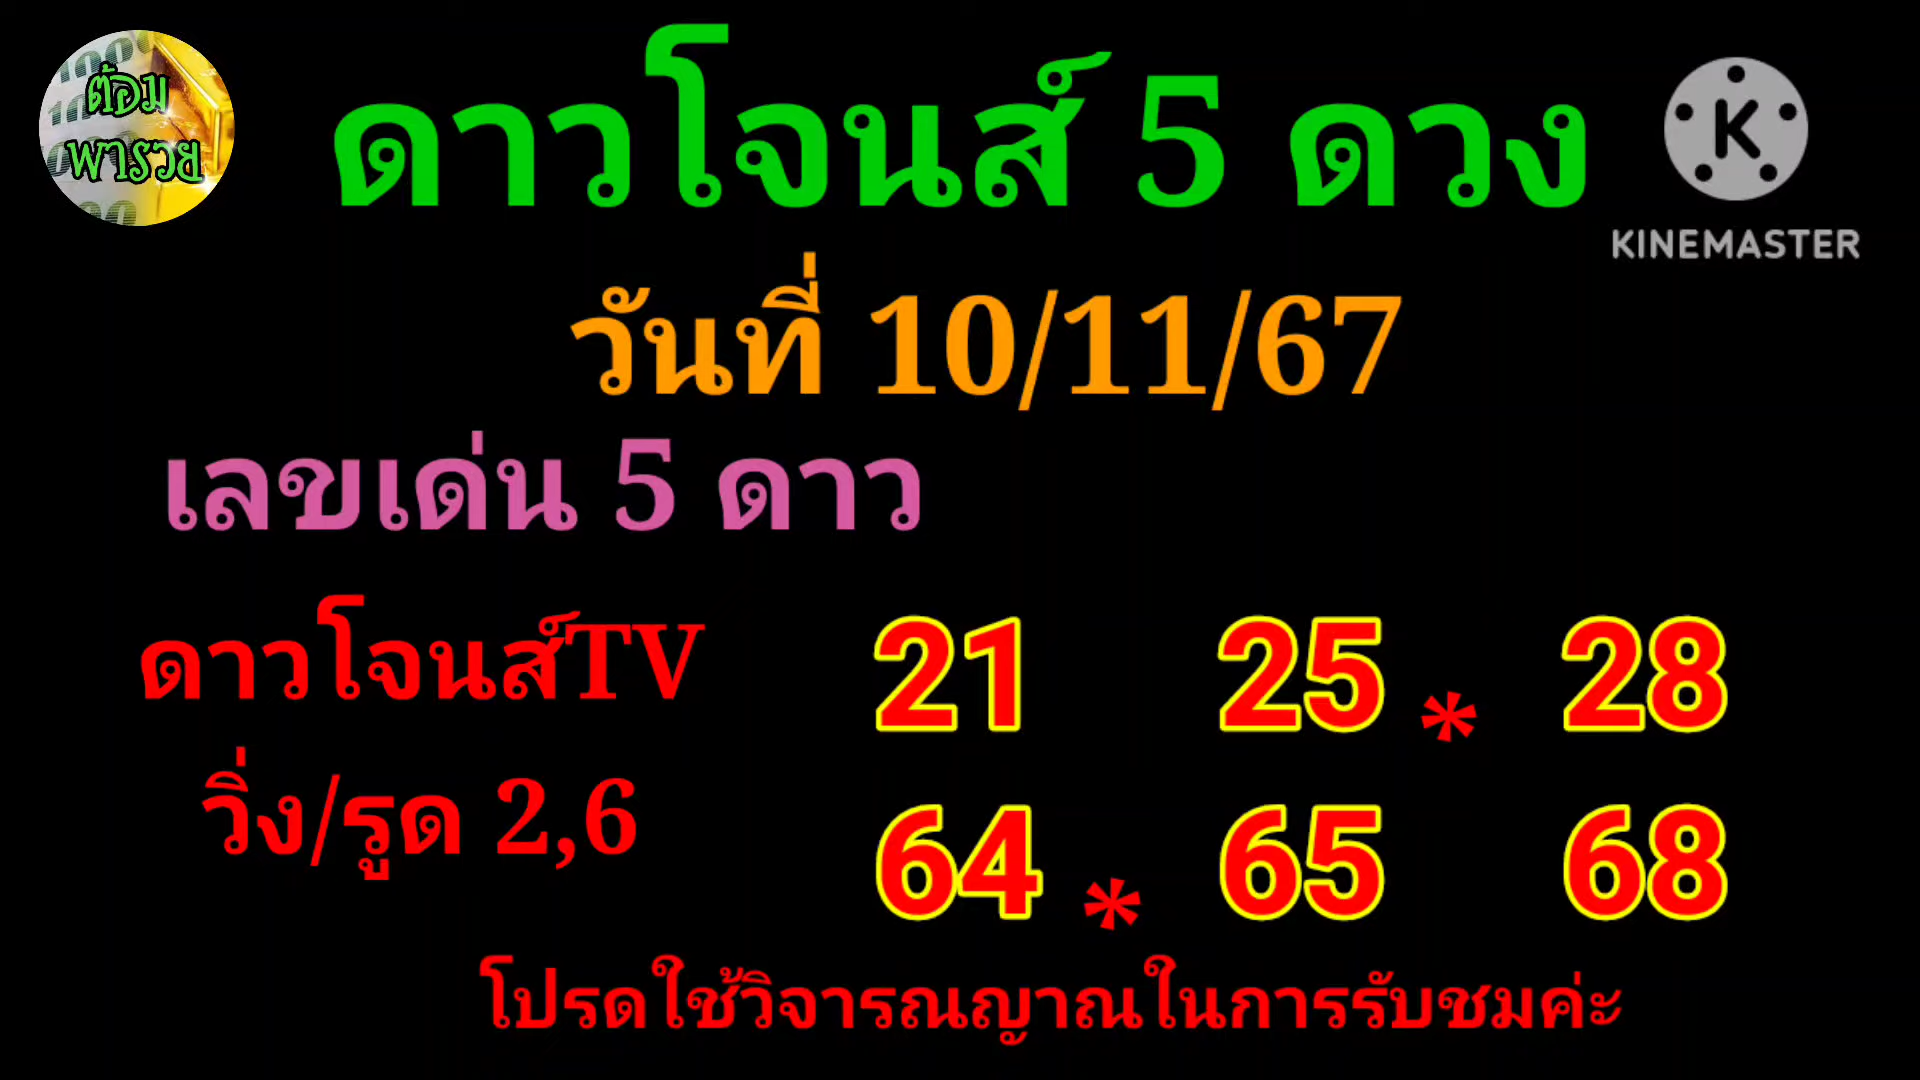 ต้อม
พารวย
ดาวโจนส์ 5 ดวง
KINEMASTER
วันที่ 10/11/67
เลขเด่น 5 ดาว
ดาวโจนส์TV 21 25 * 28
วิ่ง/รูด 2,6 64 * 65 68
โปรดใช้วิจารณญาณในการรับชมค่ะ